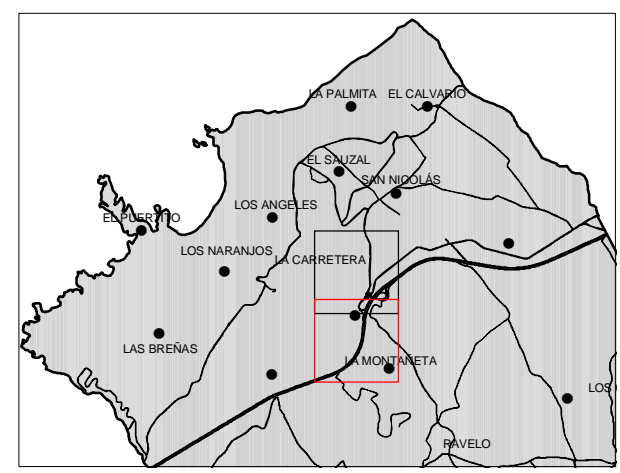 LA PALMITA
EL CALVARIO
EL SAUZAL
SAN NICOLÁS
LOS ANGELES
EL PUERTITO
LOS NARANJOS
LA CARRETERA
LAS BREÑAS
LA MONTAÑETA
LOS
RAVELO